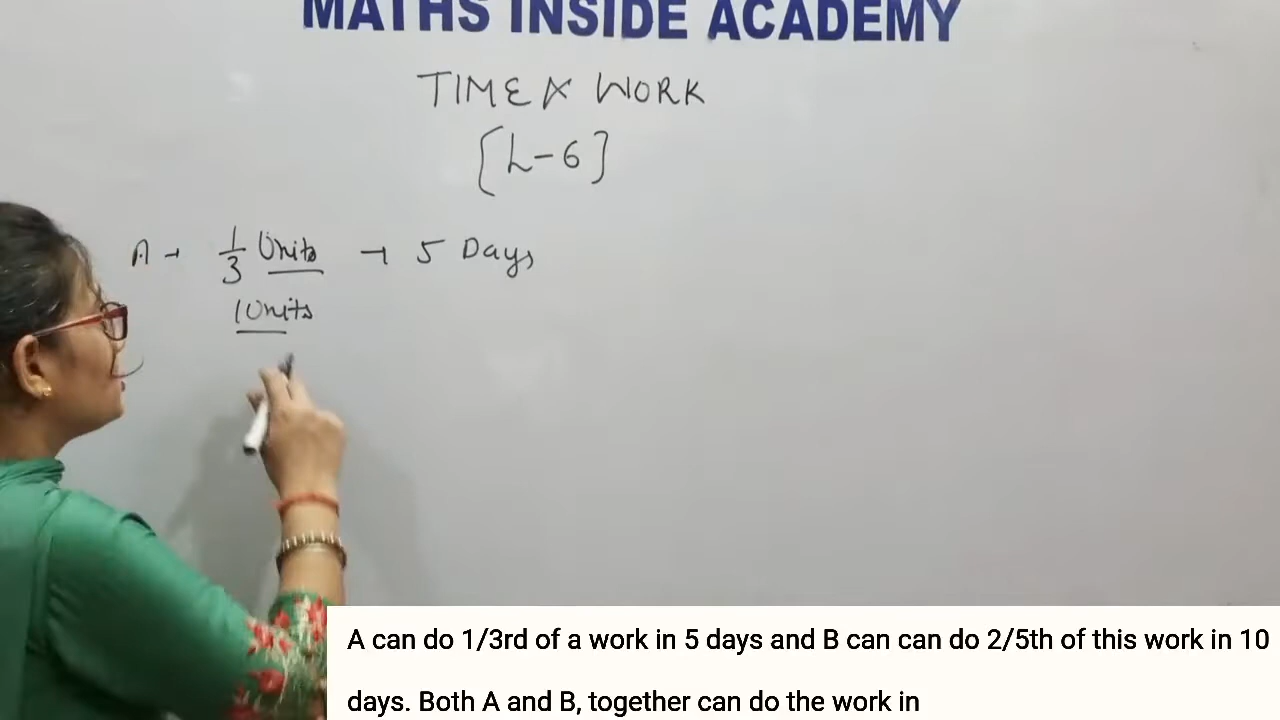 MATHS INSIDE ACADEMY
TIME & WORK
[L-6]
A → 1/3 Units → 5 Days
1 Units
A can do 1/3rd of a work in 5 days and B can can do 2/5th of this work in 10
days. Both A and B, together can do the work in